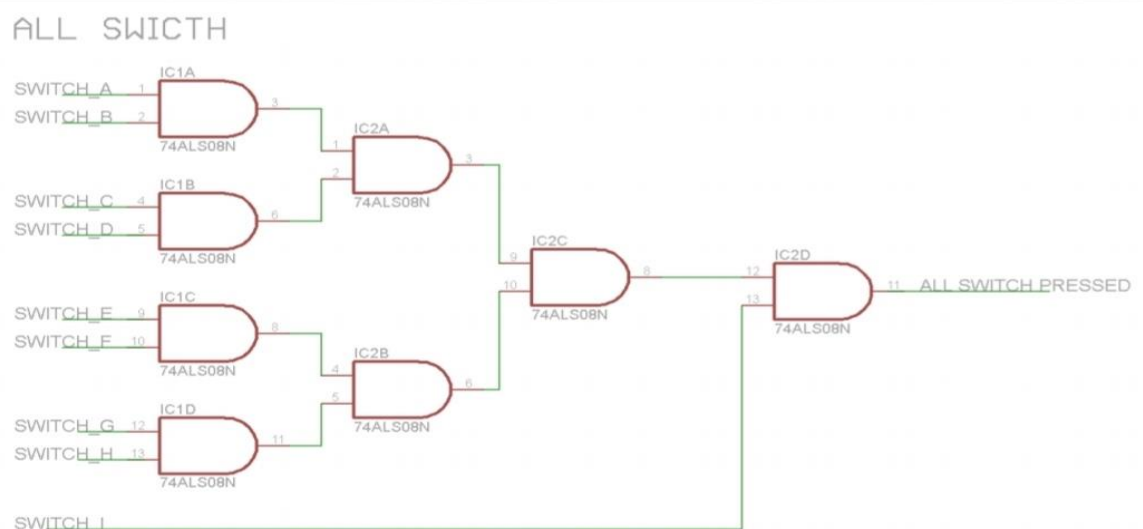 ALL SWICTH
IC1A
SWITCH_A 1
SWITCH_B 2
3
74ALS08N
IC2A
1
2
3
74ALS08N
IC1B
SWITCH_C 4
SWITCH_D 5
6
74ALS08N
IC2C
9
10
8
74ALS08N
IC2D
12
13
11 ALL SWITCH PRESSED
74ALS08N
IC1C
SWITCH_E 9
SWITCH_F 10
8
74ALS08N
IC2B
4
5
6
74ALS08N
IC1D
SWITCH_G 12
SWITCH_H 13
11
74ALS08N
SWITCH_I